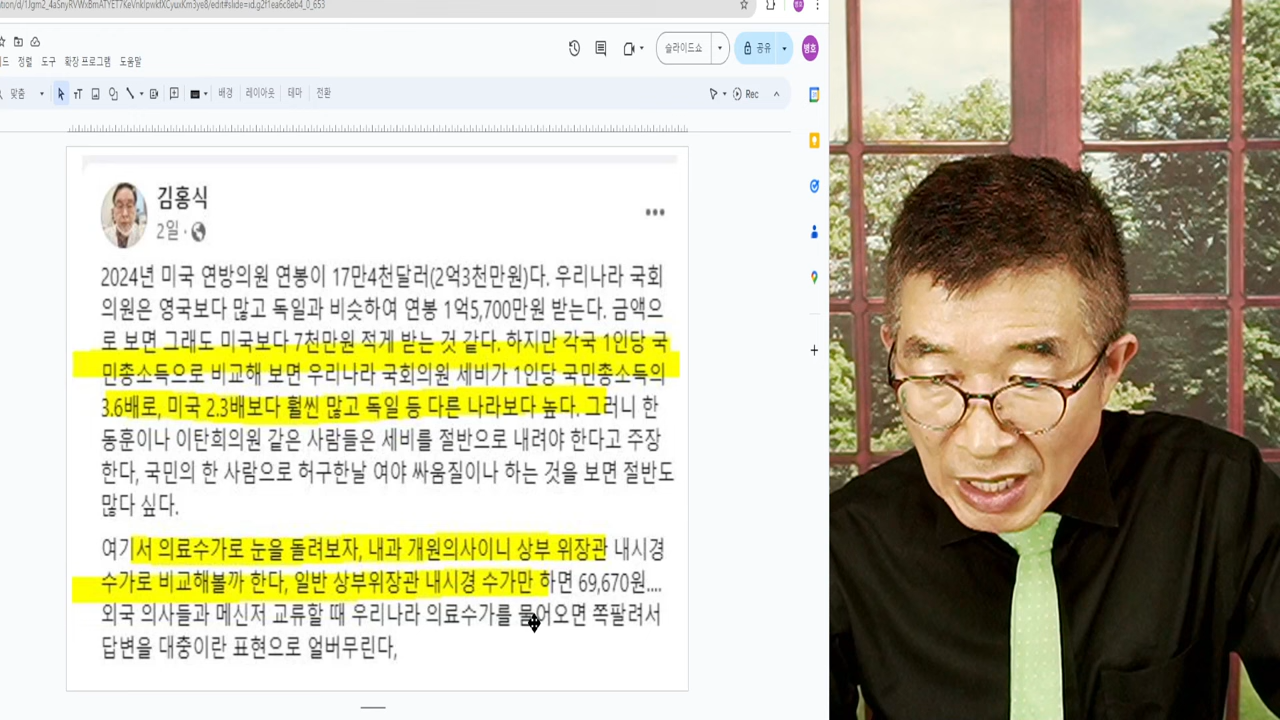 맞춤
정렬 도구 확장 프로그램 도움말
슬라이드쇼
공유
병호
배경 레이아웃 테마 전환
Rec
김홍식
2일
2024년 미국 연방의원 연봉이 17만4천달러(2억3천만원)다. 우리나라 국회
의원은 영국보다 많고 독일과 비슷하여 연봉 1억5,700만원 받는다. 금액으
로 보면 그래도 미국보다 7천만원 적게 받는 것 같다. 하지만 각국 1인당 국
민총소득으로 비교해 보면 우리나라 국회의원 세비가 1인당 국민총소득의
3.6배로, 미국 2.3배보다 훨씬 많고 독일 등 다른 나라보다 높다. 그러니 한
동훈이나 이탄희의원 같은 사람들은 세비를 절반으로 내려야 한다고 주장
한다, 국민의 한 사람으로 허구한날 여야 싸움질이나 하는 것을 보면 절반도
많다 싶다.
여기서 의료수가로 눈을 돌려보자, 내과 개원의사이니 상부 위장관 내시경
수가로 비교해볼까 한다, 일반 상부위장관 내시경 수가만 하면 69,670원....
외국 의사들과 메신저 교류할 때 우리나라 의료수가를 물어오면 쪽팔려서
답변을 대충이란 표현으로 얼버무린다,